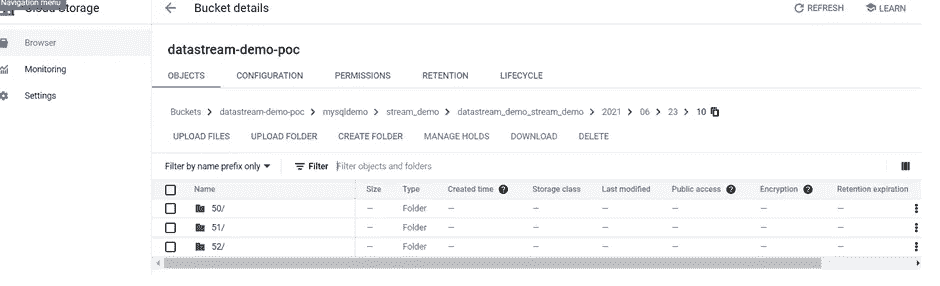 Navigation menu
Cloud Storage
Bucket details
REFRESH
LEARN
Browser
Monitoring
Settings
datastream-demo-poc
OBJECTS CONFIGURATION PERMISSIONS RETENTION LIFECYCLE
Buckets > datastream-demo-poc > mysqldemo > stream_demo > datastream_demo_stream_demo > 2021 > 06 > 23 > 10
UPLOAD FILES UPLOAD FOLDER CREATE FOLDER MANAGE HOLDS DOWNLOAD DELETE
Filter by name prefix only Filter Filter objects and folders
Name Size Type Created time Storage class Last modified Public access Encryption Retention expiration
50/ — Folder — — — — — —
51/ — Folder — — — — — —
52/ — Folder — — — — — —